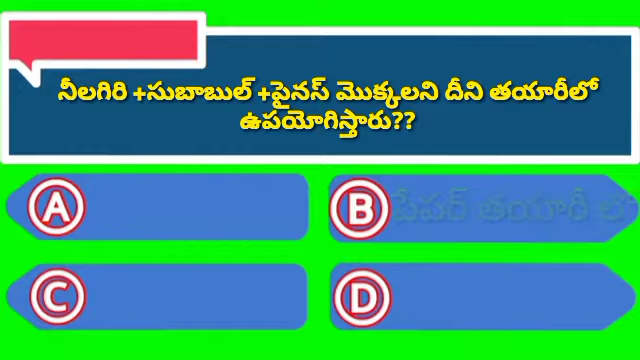 నీలగిరి +సుబాబుల్ +పైనస్ మొక్కలని దీని తయారీలో
ఉపయోగిస్తారు??
A
B పేపర్ తయారీ లో
C
D